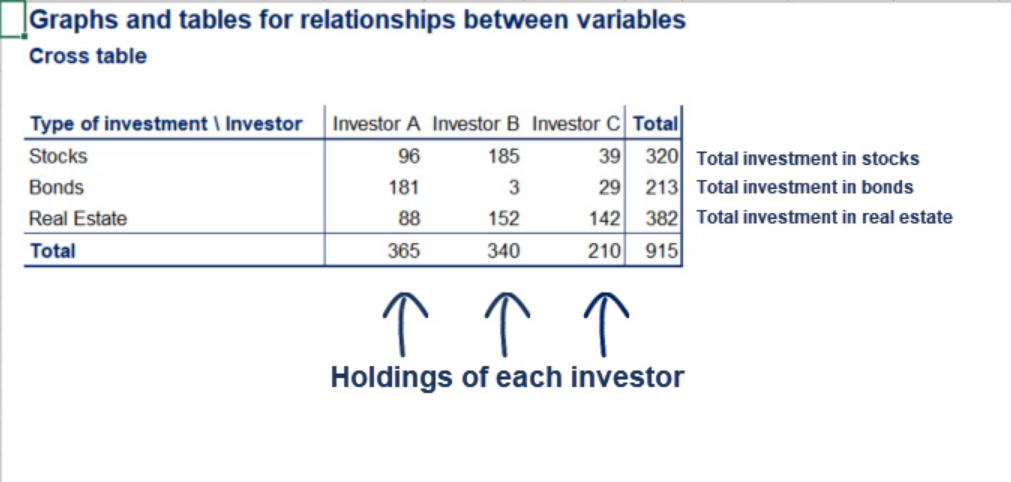 Graphs and tables for relationships between variables
Cross table
Type of investment \ Investor Investor A Investor B Investor C Total
Stocks 96 185 39 320 Total investment in stocks
Bonds 181 3 29 213 Total investment in bonds
Real Estate 88 152 142 382 Total investment in real estate
Total 365 340 210 915
Holdings of each investor